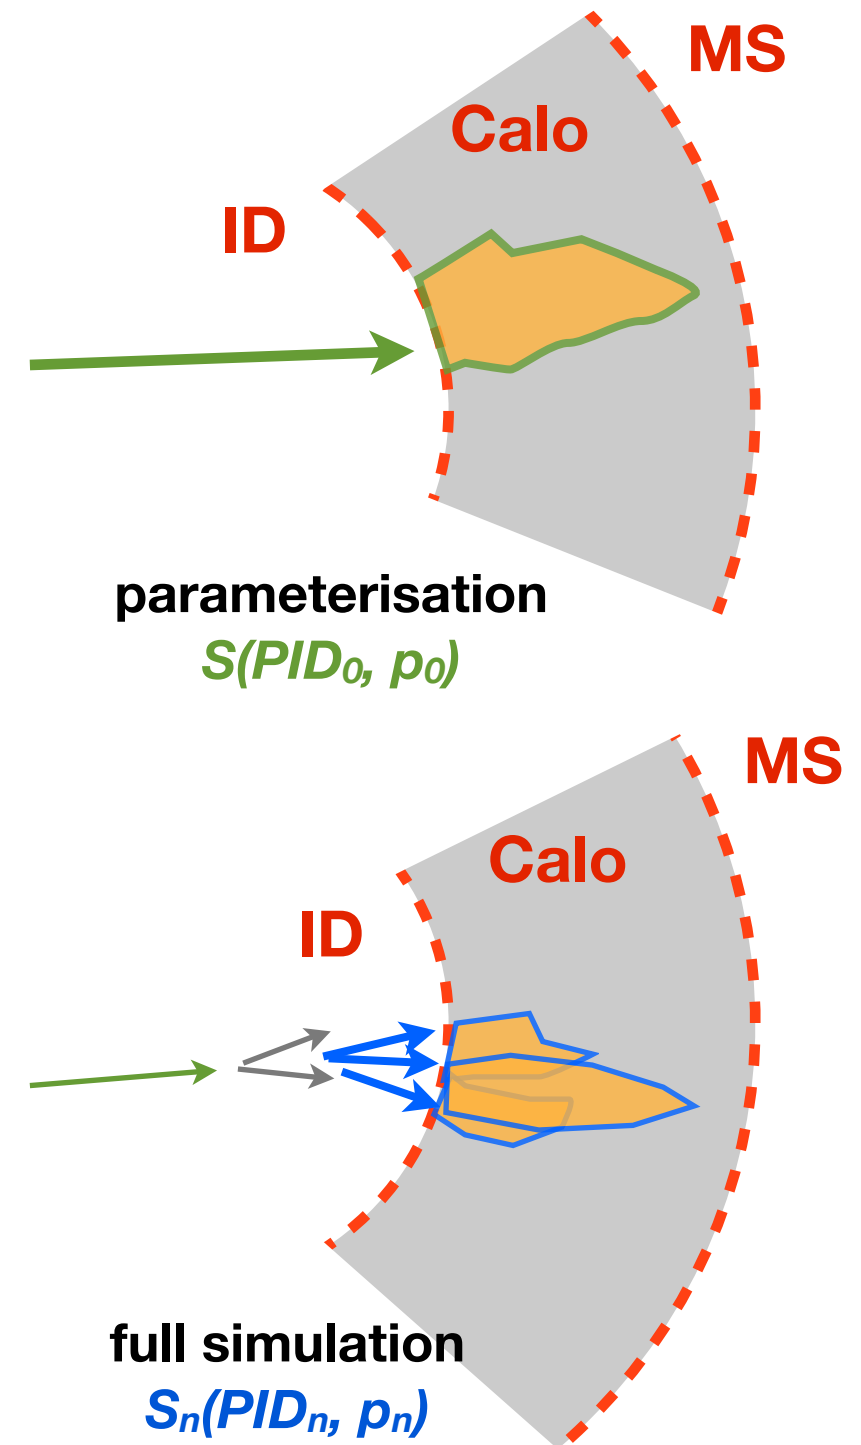 MS
Calo
ID
parameterisation
S(PID₀, p₀)
MS
Calo
ID
full simulation
Sₙ(PIDₙ, pₙ)